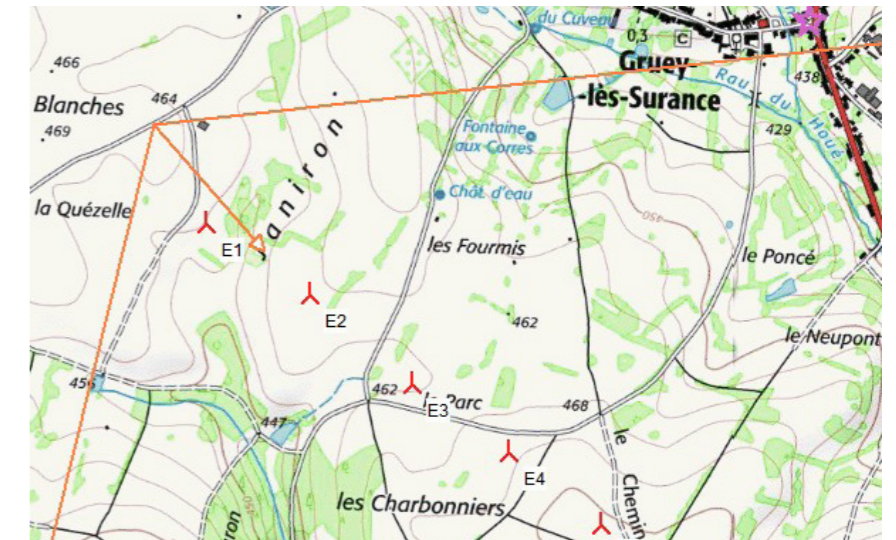 du Cuveau
0,3
C
Gruey
-lès-Surance
466
464
Blanches
469
438
Rau du Houé
429
Fontaine
aux Corres
Janiron
la Quézelle
Chât. d'eau
450
E1
les Fourmis
le Poncé
E2
462
le Neupont
456
462
le Parc
E3
468
447
E4
les Charbonniers
le Chemin
450
ron